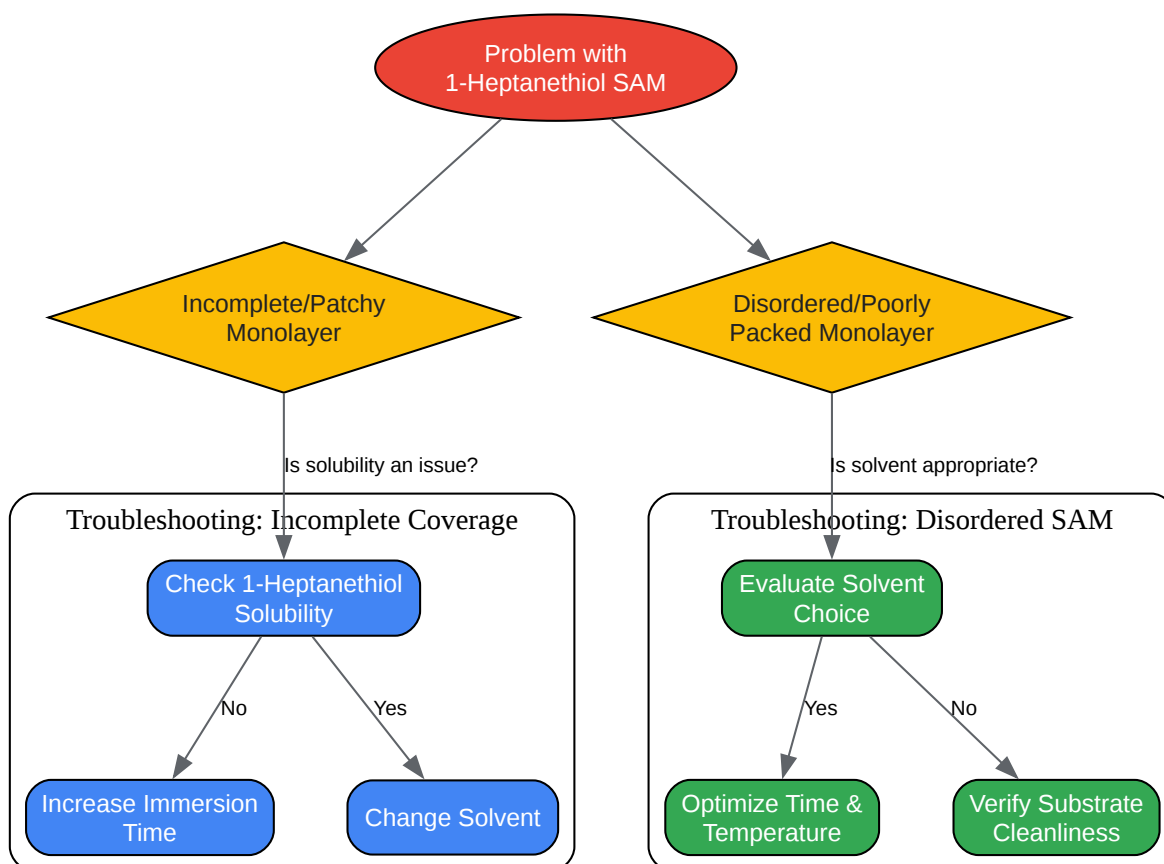 Problem with
1-Heptanethiol SAM
Incomplete/Patchy
Monolayer
Disordered/Poorly
Packed Monolayer
Is solubility an issue?
Is solvent appropriate?
Troubleshooting: Incomplete Coverage
Troubleshooting: Disordered SAM
Check 1-Heptanethiol
Solubility
Evaluate Solvent
Choice
No
Yes
Yes
No
Increase Immersion
Time
Change Solvent
Optimize Time &
Temperature
Verify Substrate
Cleanliness